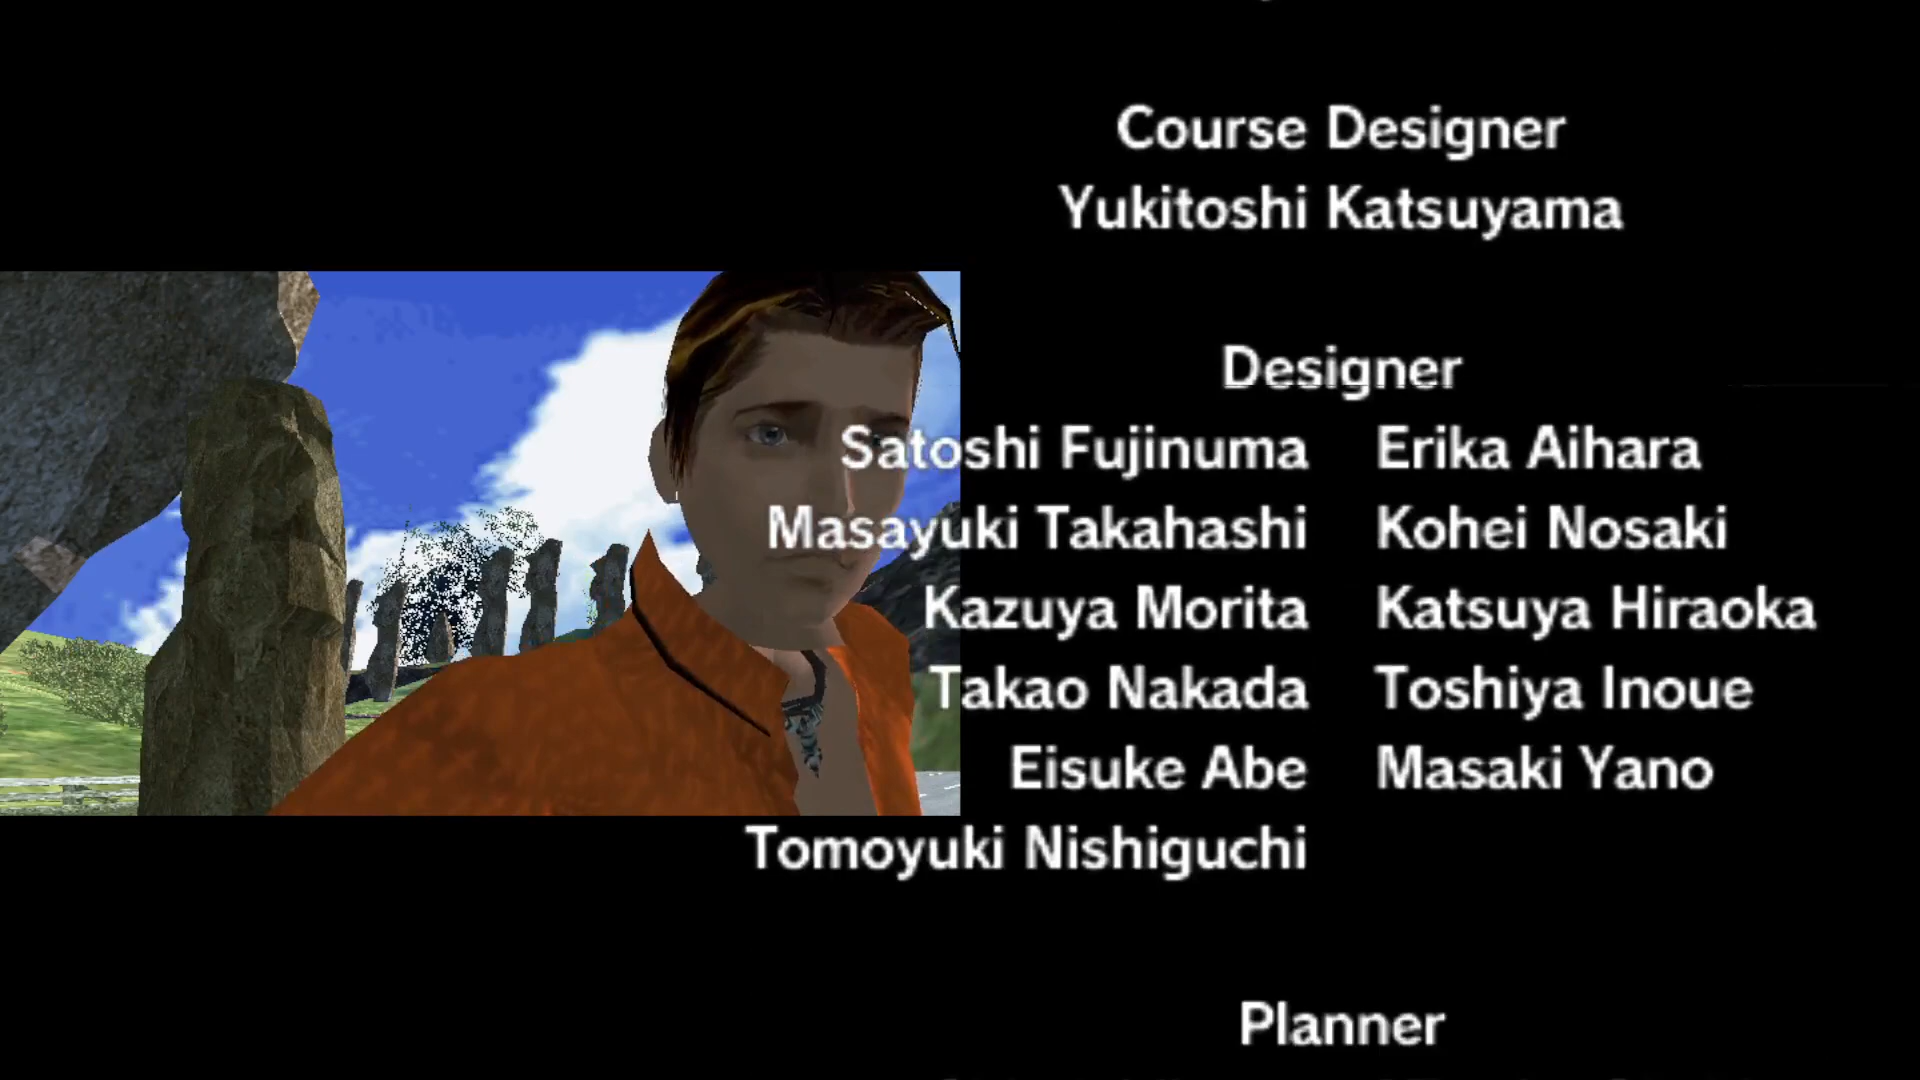 Course Designer
Yukitoshi Katsuyama
Designer
Satoshi Fujinuma Erika Aihara
Masayuki Takahashi Kohei Nosaki
Kazuya Morita Katsuya Hiraoka
Takao Nakada Toshiya Inoue
Eisuke Abe Masaki Yano
Tomoyuki Nishiguchi
Planner